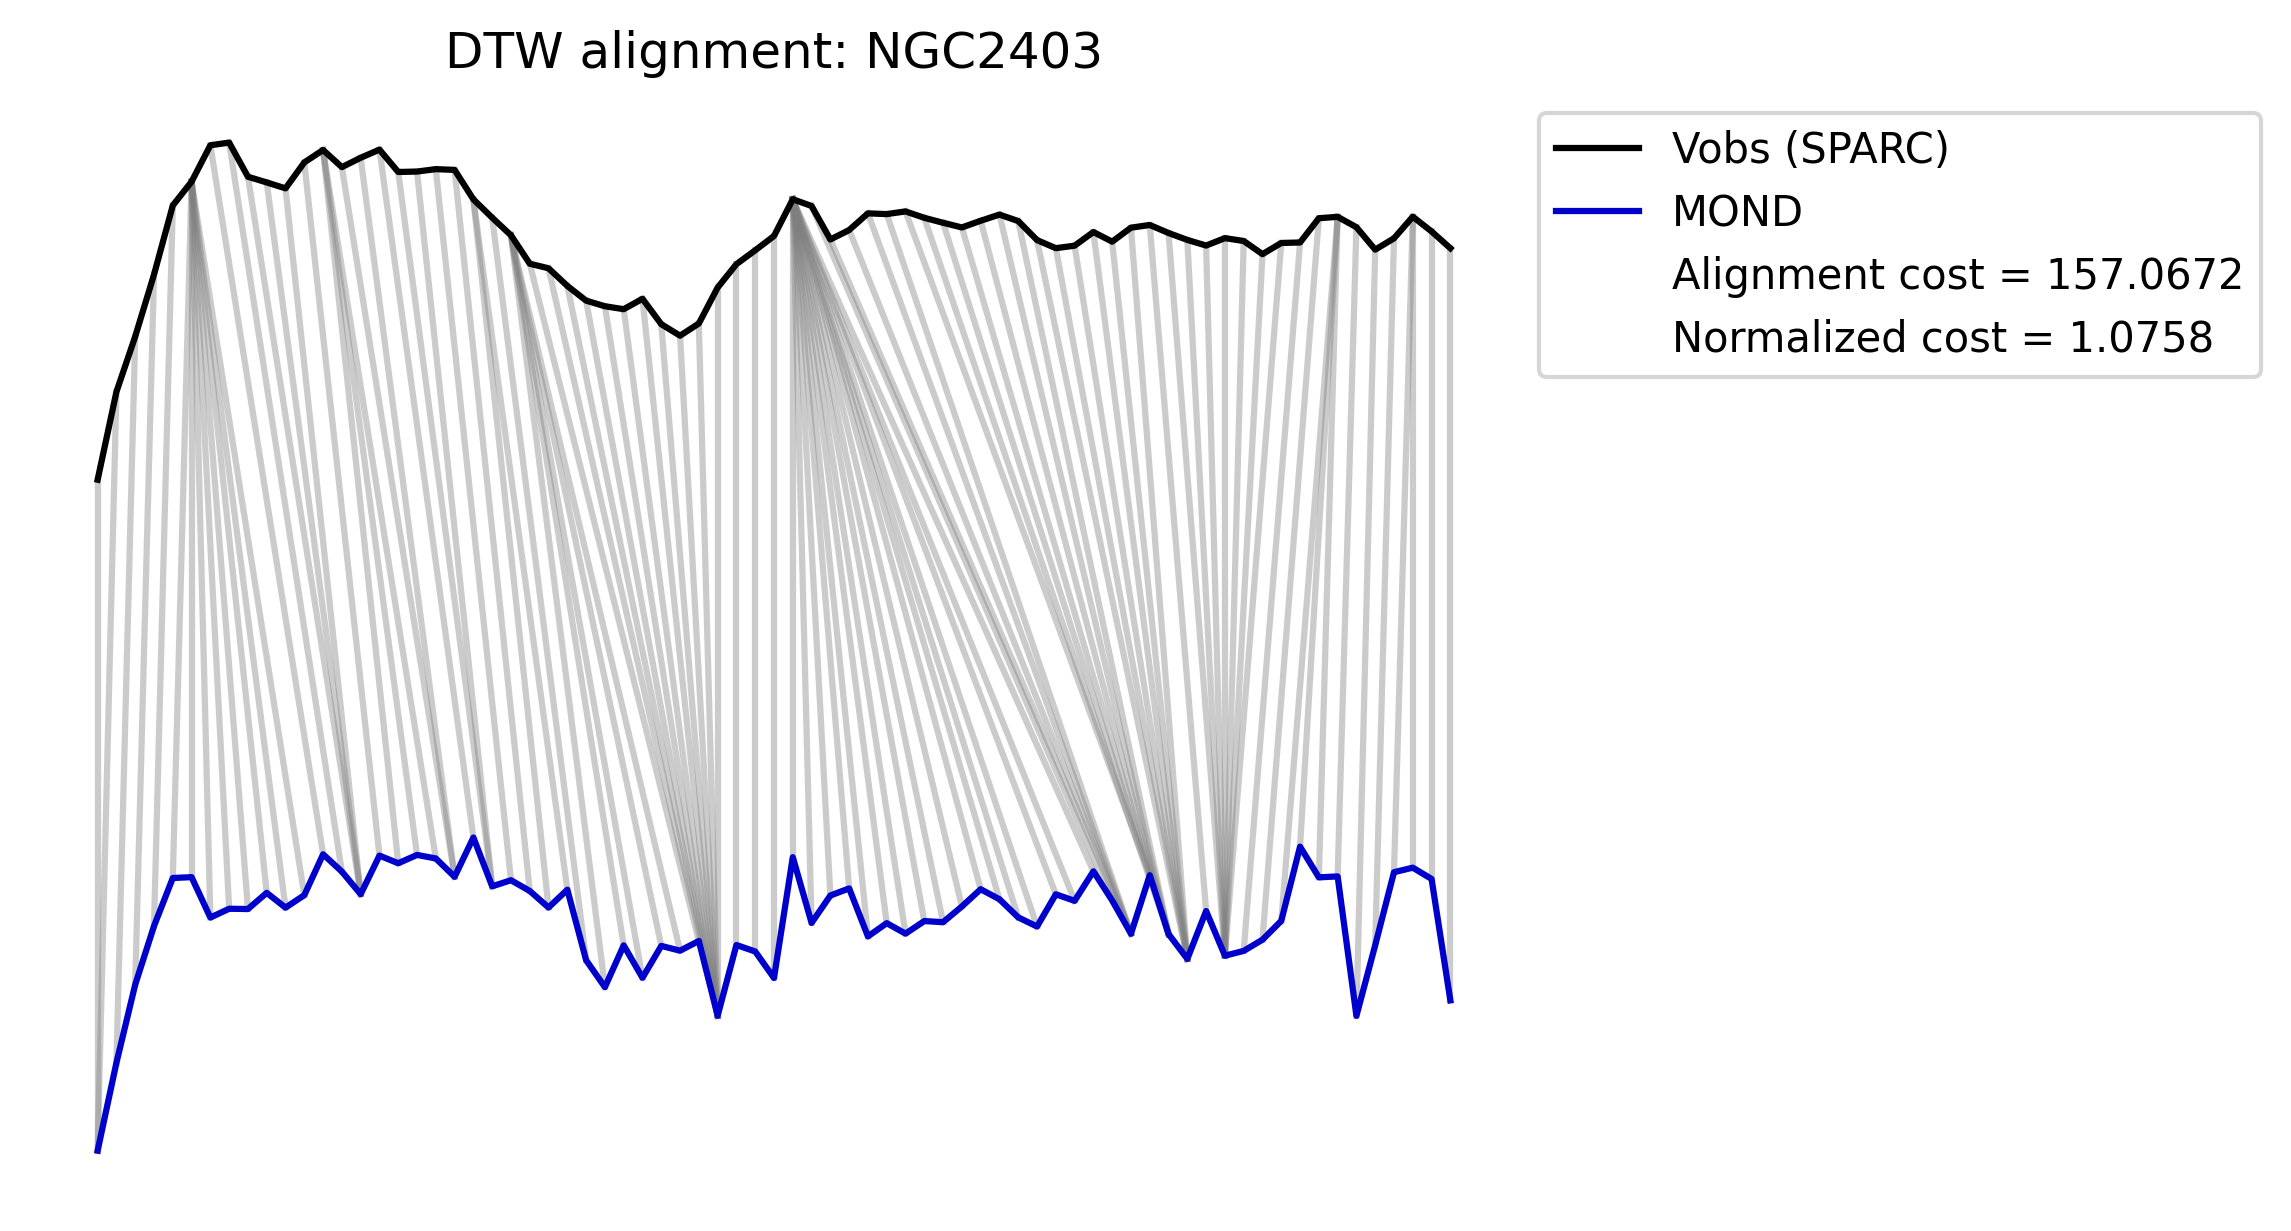 DTW alignment: NGC2403
Vobs (SPARC)
MOND
Alignment cost = 157.0672
Normalized cost = 1.0758